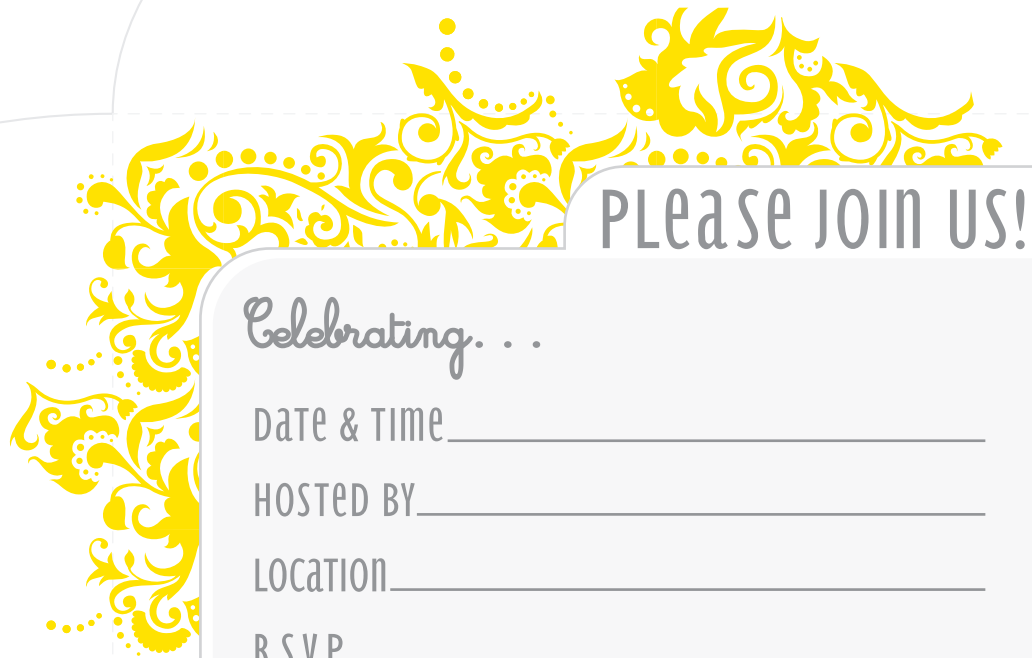 PLeaSe JOIN US!
Celebrating. . .
DaTe & TIme
HOSTeD BY
LOCaTION
R.S.V.P.